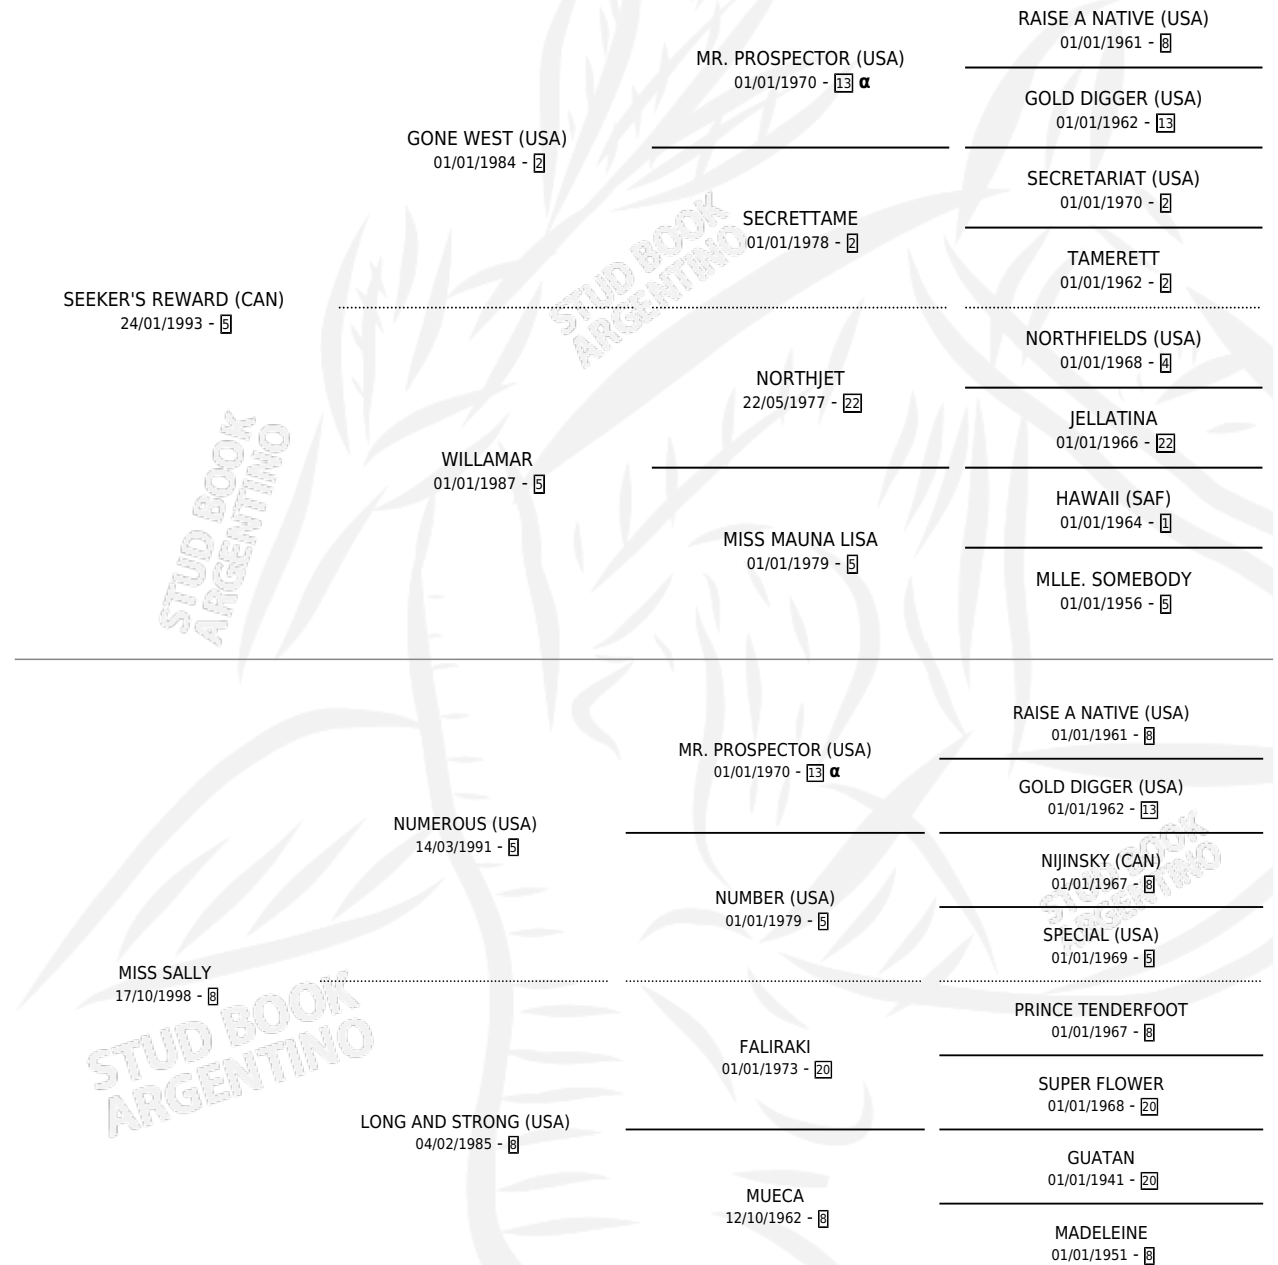 RAISE A NATIVE (USA)
01/01/1961 - 8
MR. PROSPECTOR (USA)
01/01/1970 - 13 α
GOLD DIGGER (USA)
01/01/1962 - 13
GONE WEST (USA)
01/01/1984 - 2
SECRETARIAT (USA)
01/01/1970 - 2
SECRETTAME
01/01/1978 - 2
TAMERETT
01/01/1962 - 2
SEEKER'S REWARD (CAN)
24/01/1993 - 5
NORTHFIELDS (USA)
01/01/1968 - 4
NORTHJET
22/05/1977 - 22
JELLATINA
01/01/1966 - 22
WILLAMAR
01/01/1987 - 5
HAWAII (SAF)
01/01/1964 - 1
MISS MAUNA LISA
01/01/1979 - 5
MLLE. SOMEBODY
01/01/1956 - 5
RAISE A NATIVE (USA)
01/01/1961 - 8
MR. PROSPECTOR (USA)
01/01/1970 - 13 α
GOLD DIGGER (USA)
01/01/1962 - 13
NUMEROUS (USA)
14/03/1991 - 5
NIJINSKY (CAN)
01/01/1967 - 8
NUMBER (USA)
01/01/1979 - 5
SPECIAL (USA)
01/01/1969 - 5
MISS SALLY
17/10/1998 - 8
PRINCE TENDERFOOT
01/01/1967 - 8
FALIRAKI
01/01/1973 - 20
SUPER FLOWER
01/01/1968 - 20
LONG AND STRONG (USA)
04/02/1985 - 8
GUATAN
01/01/1941 - 20
MUECA
12/10/1962 - 8
MADELEINE
01/01/1951 - 8
STUD BOOK
ARGENTINO
STUD BOOK
ARGENTINO
STUD BOOK
ARGENTINO
STUD BOOK
ARGENTINO